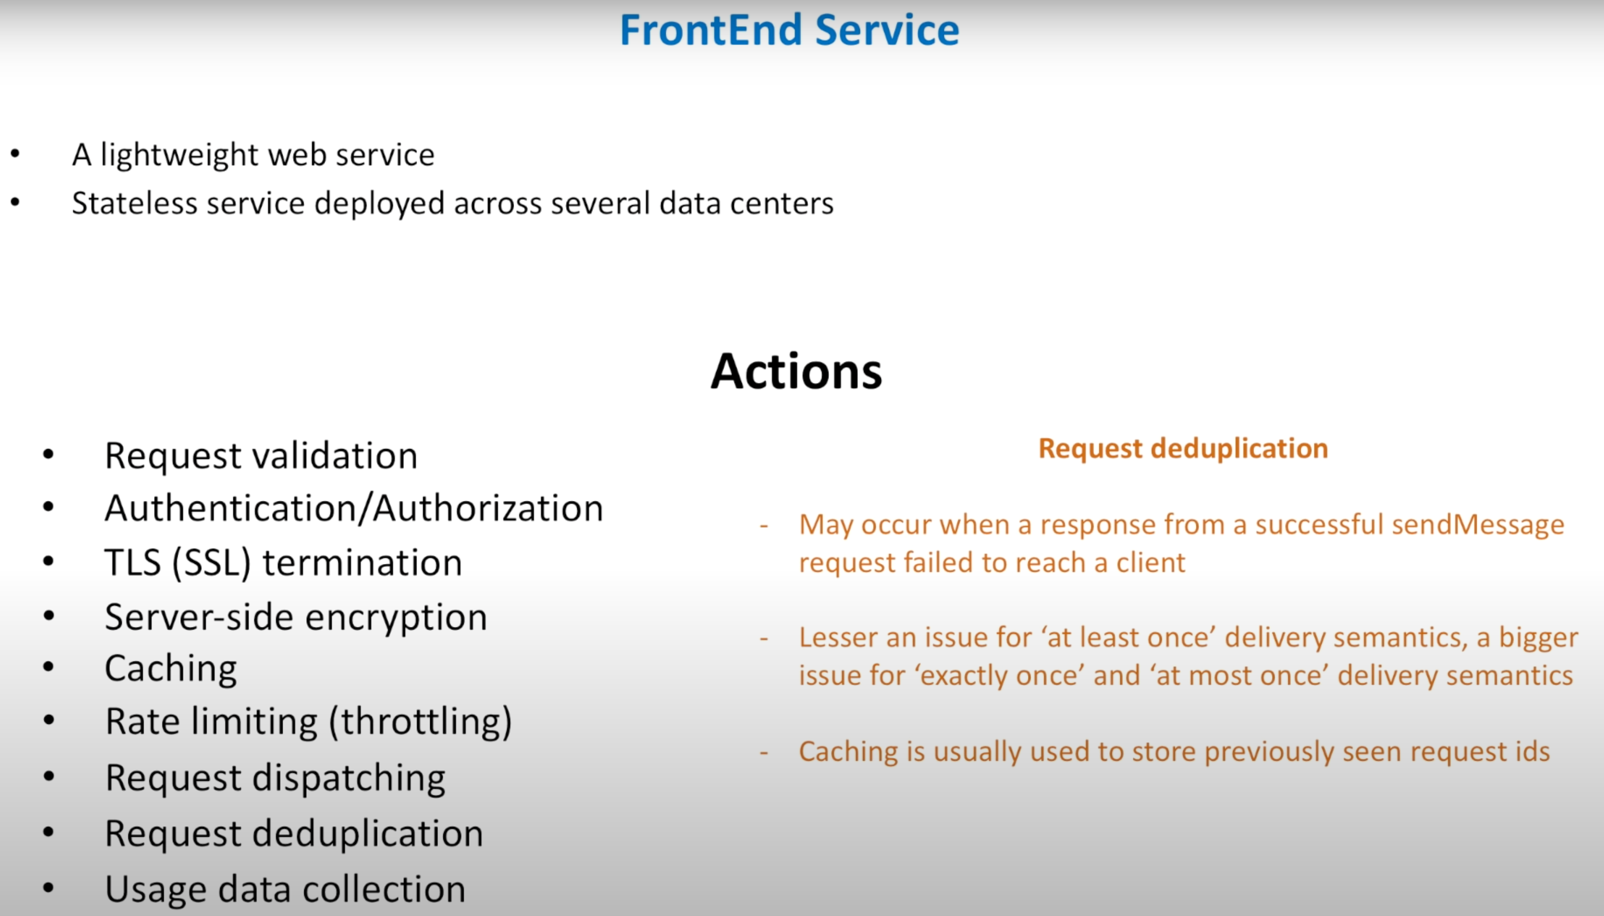 FrontEnd Service
• A lightweight web service
• Stateless service deployed across several data centers
Actions
• Request validation
• Authentication/Authorization
• TLS (SSL) termination
• Server-side encryption
• Caching
• Rate limiting (throttling)
• Request dispatching
• Request deduplication
• Usage data collection
Request deduplication
- May occur when a response from a successful sendMessage
request failed to reach a client
- Lesser an issue for ‘at least once’ delivery semantics, a bigger
issue for ‘exactly once’ and ‘at most once’ delivery semantics
- Caching is usually used to store previously seen request ids